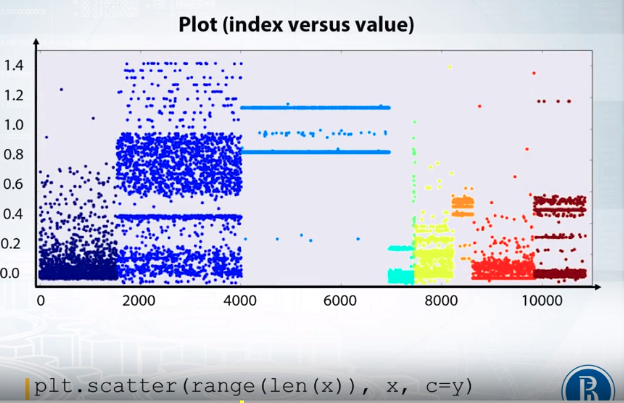 Plot (index versus value)
1.4
1.2
1.0
0.8
0.6
0.4
0.2
0.0
0 2000 4000 6000 8000 10000
plt.scatter(range(len(x)), x, c=y)